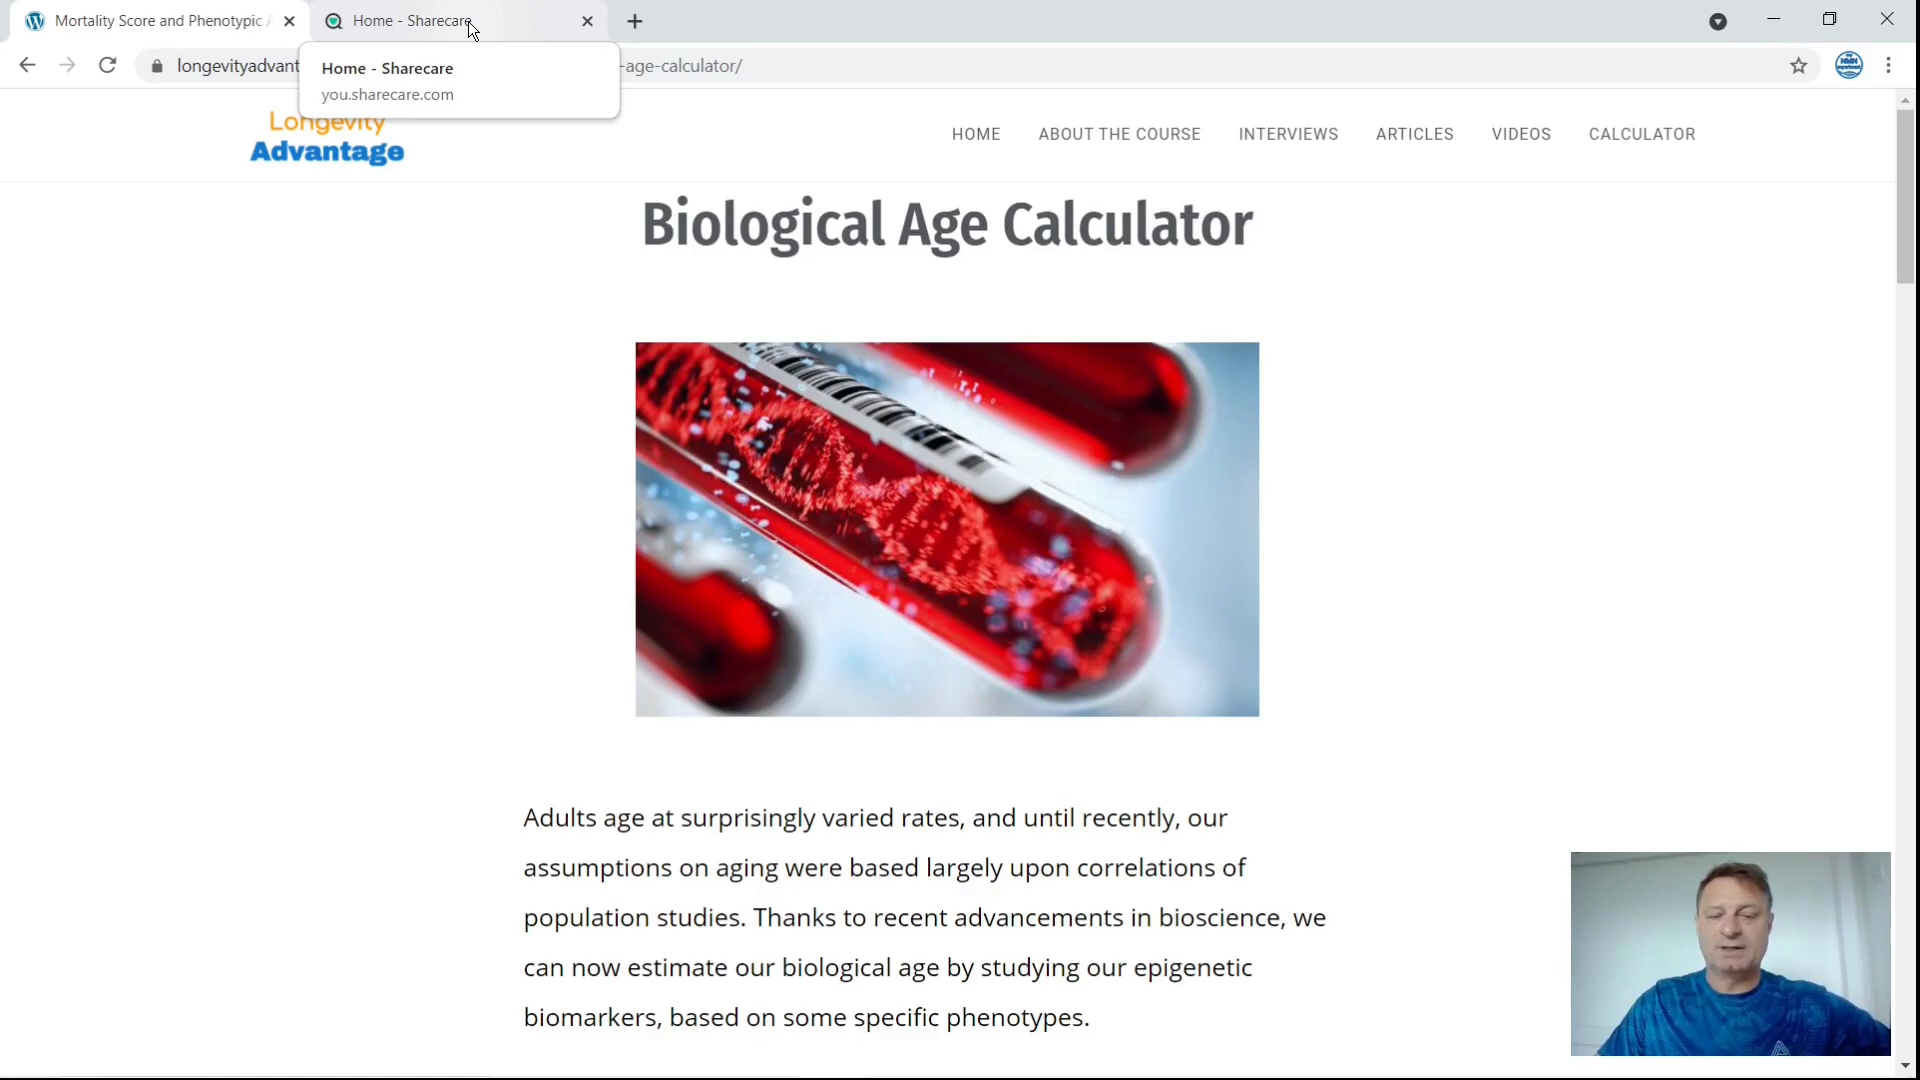 Mortality Score and Phenotypic
Home - Sharecare
longevityadvant
-age-calculator/
Home - Sharecare
you.sharecare.com
Longevity
Advantage
HOME
ABOUT THE COURSE
INTERVIEWS
ARTICLES
VIDEOS
CALCULATOR
Biological Age Calculator
Adults age at surprisingly varied rates, and until recently, our
assumptions on aging were based largely upon correlations of
population studies. Thanks to recent advancements in bioscience, we
can now estimate our biological age by studying our epigenetic
biomarkers, based on some specific phenotypes.